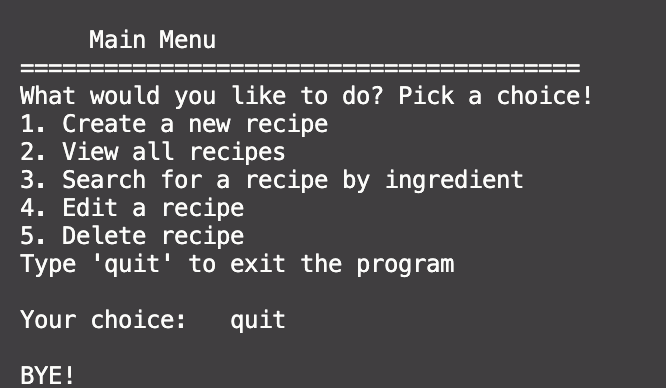 Main Menu
========================================
What would you like to do? Pick a choice!
1. Create a new recipe
2. View all recipes
3. Search for a recipe by ingredient
4. Edit a recipe
5. Delete recipe
Type 'quit' to exit the program
Your choice:   quit
BYE!